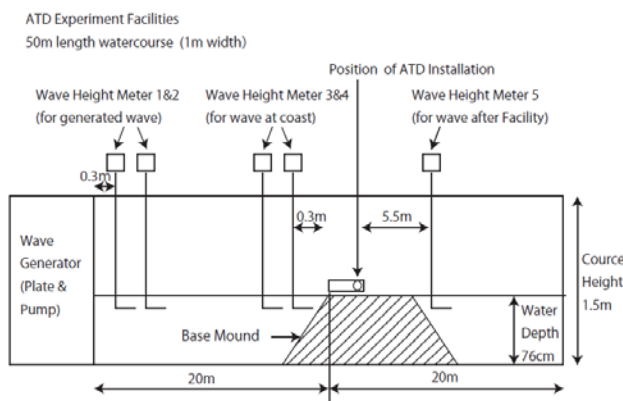 ATD Experiment Facilities
50m length watercourse (1m width)
Position of ATD Installation
Wave Height Meter 1&2
(for generated wave)
Wave Height Meter 3&4
(for wave at coast)
Wave Height Meter 5
(for wave after Facility)
0.3m
0.3m
5.5m
Wave
Generator
(Plate &
Pump)
Cource
Height
1.5m
Base Mound
Water
Depth
76cm
20m
20m